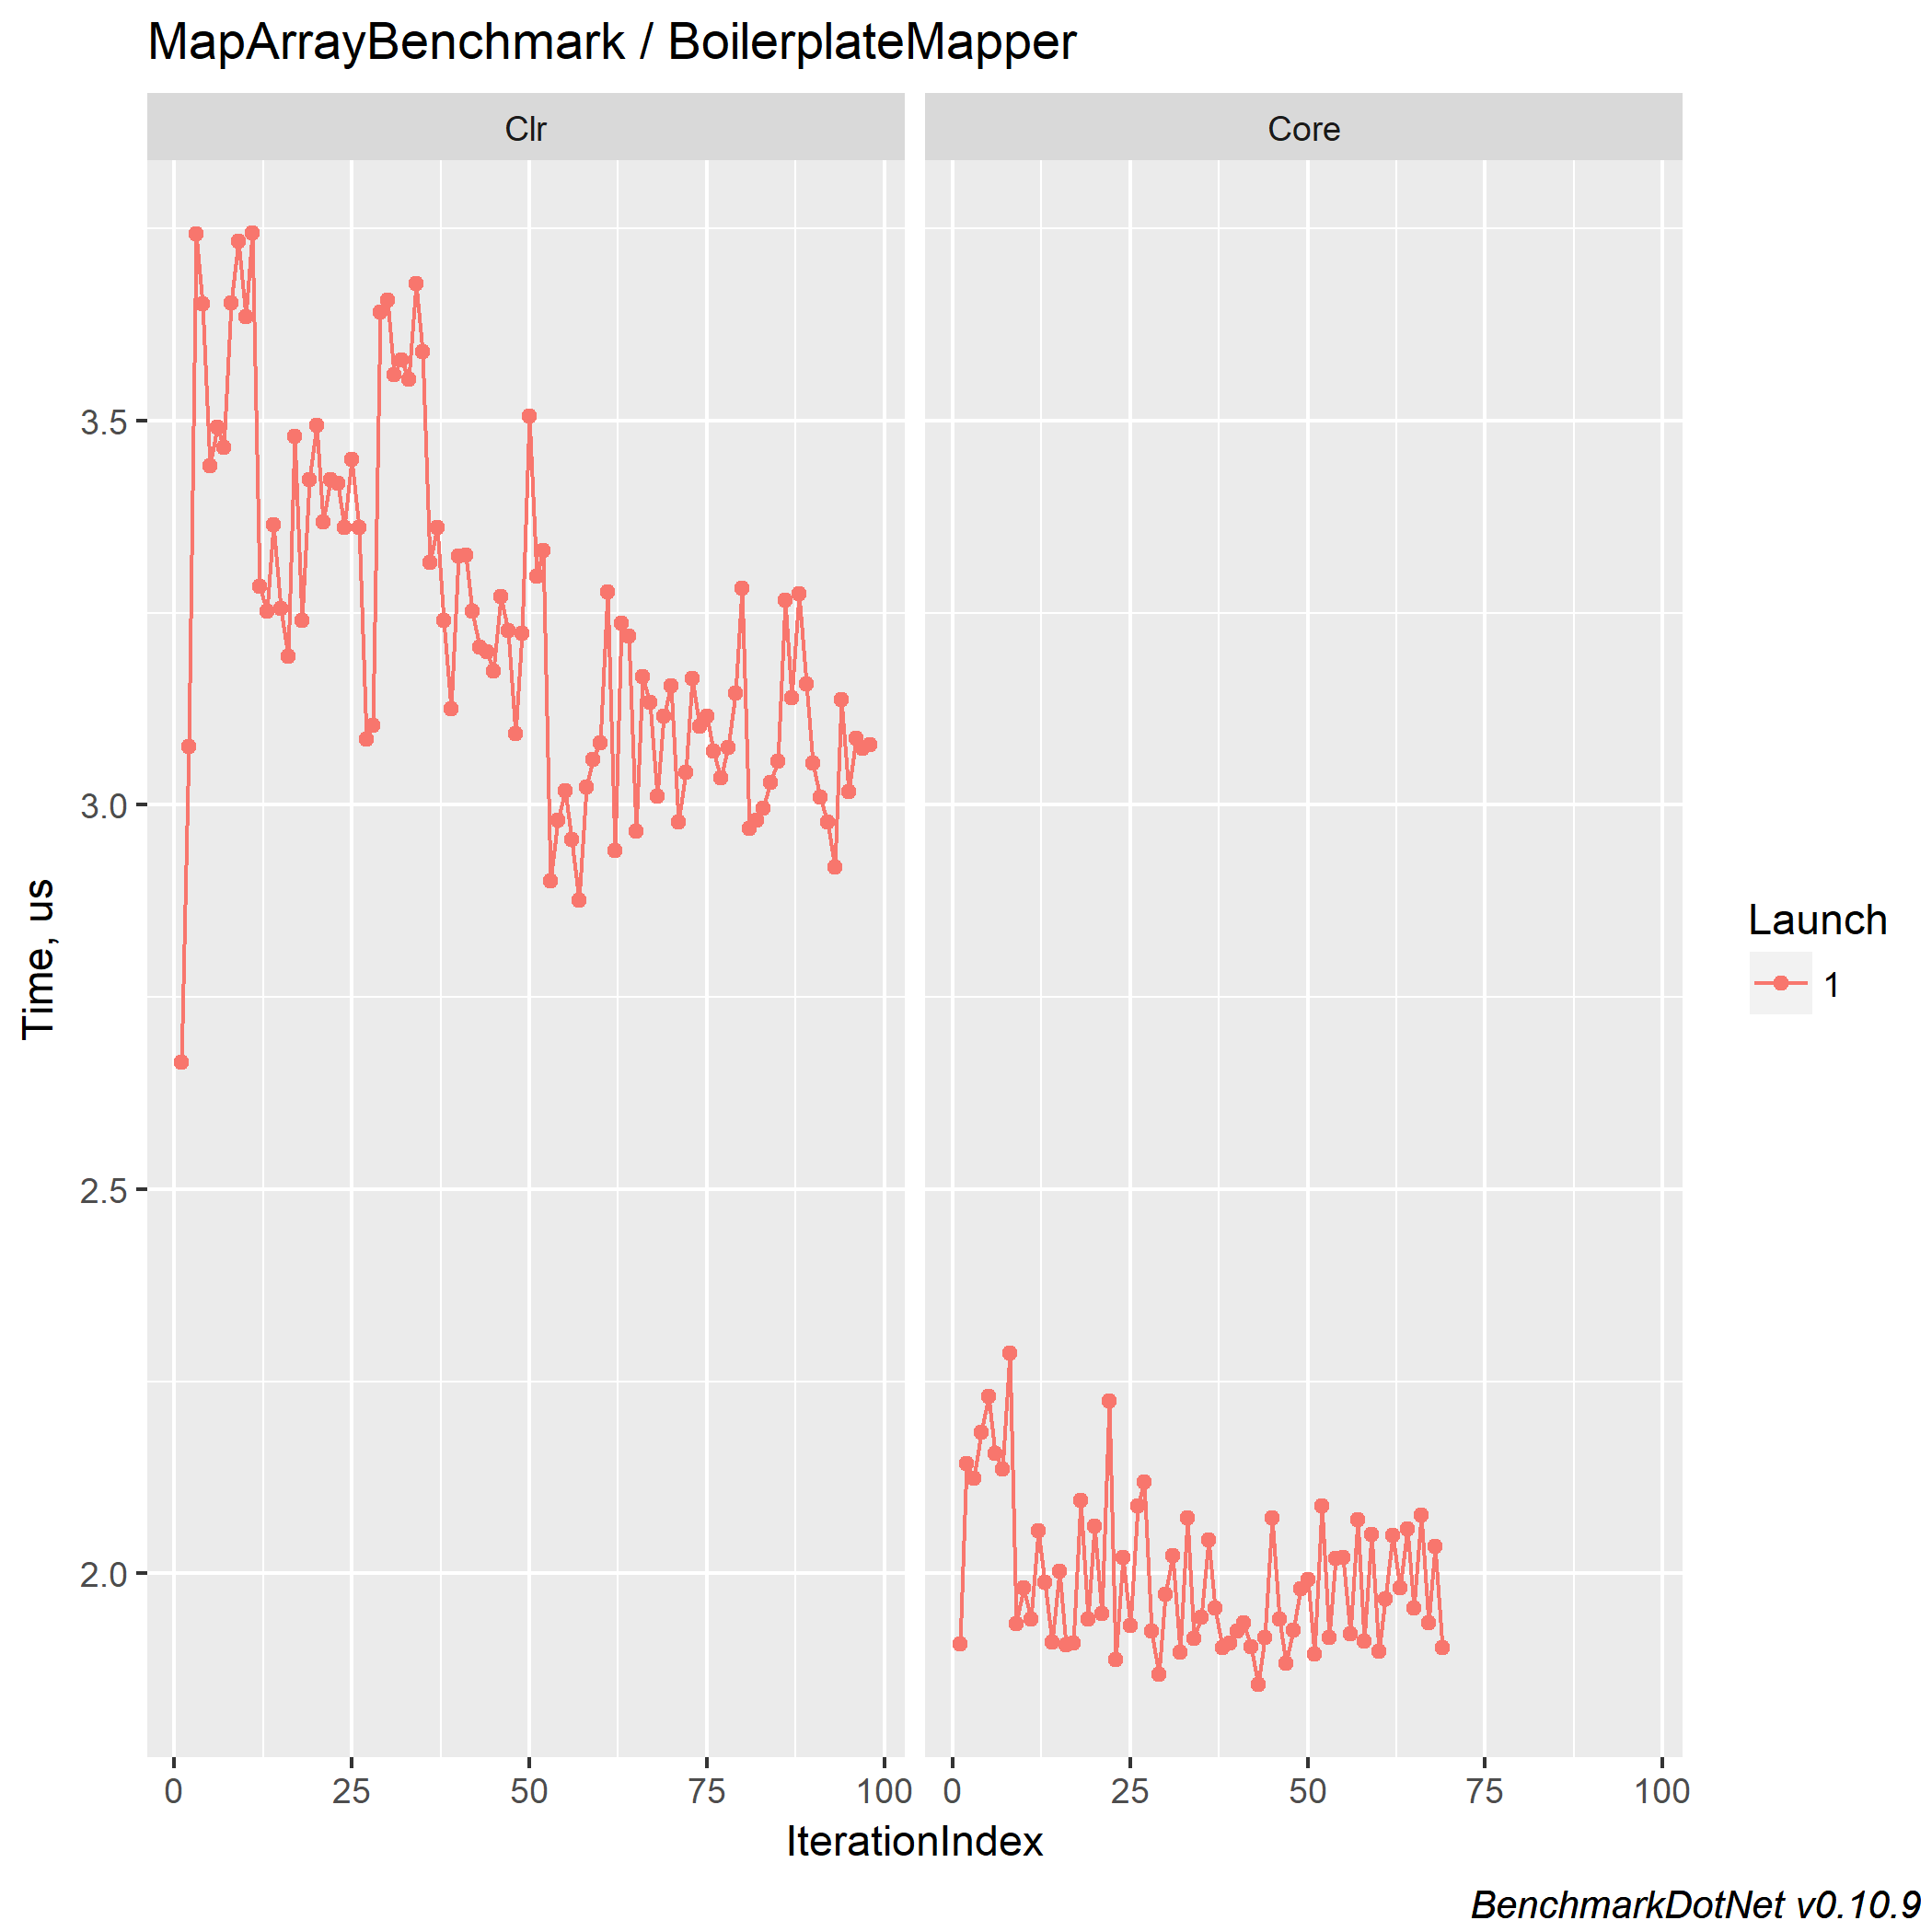 MapArrayBenchmark / BoilerplateMapper
Clr
Core
3.5
3.0
2.5
2.0
Time, us
0 25 50 75 100
0 25 50 75 100
IterationIndex
Launch
1
BenchmarkDotNet v0.10.9